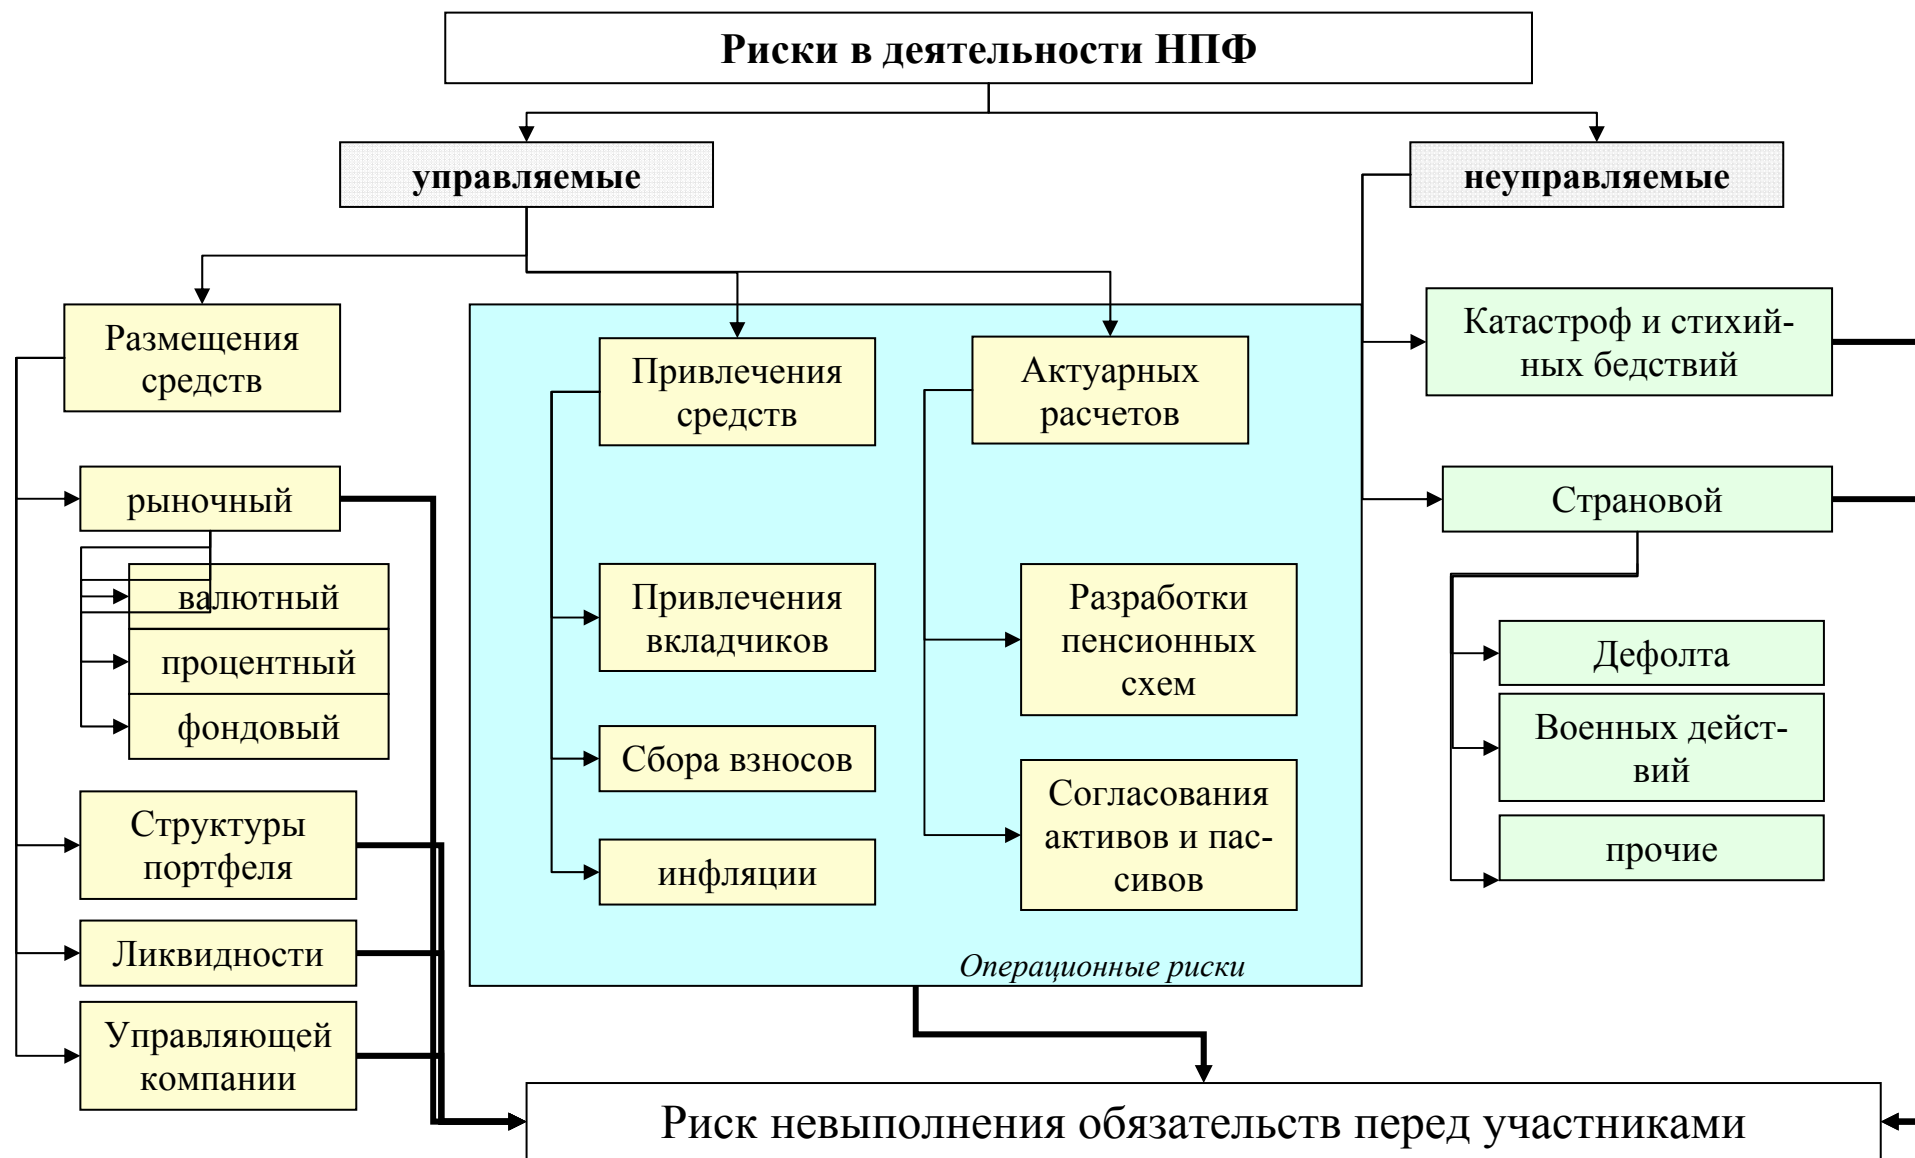 Риски в деятельности НПФ
управляемые
неуправляемые
Размещения
средств
рыночный
валютный
процентный
фондовый
Структуры
портфеля
Ликвидности
Управляющей
компании
Привлечения
средств
Привлечения
вкладчиков
Сбора взносов
инфляции
Актуарных
расчетов
Разработки
пенсионных
схем
Согласования
активов и пас-
сивов
Операционные риски
Катастроф и стихий-
ных бедствий
Страновой
Дефолта
Военных дейст-
вий
прочие
Риск невыполнения обязательств перед участниками